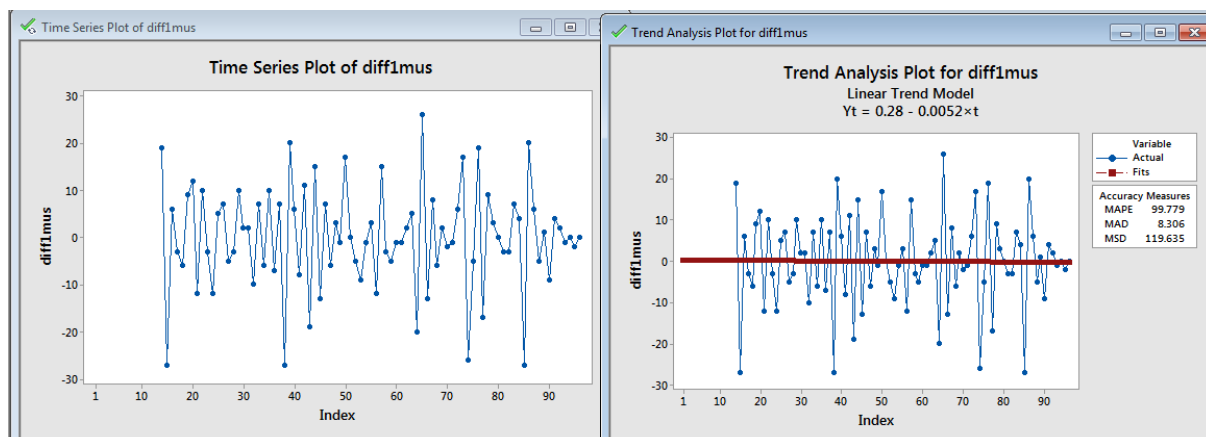 Time Series Plot of diff1mus
Time Series Plot of diff1mus
30
20
10
0
-10
-20
-30
diff1mus
1
10
20
30
40
50
60
70
80
90
Index
Trend Analysis Plot for diff1mus
Trend Analysis Plot for diff1mus
Linear Trend Model
Yt = 0.28 - 0.0052×t
30
20
10
0
-10
-20
-30
diff1mus
1
10
20
30
40
50
60
70
80
90
Index
Variable
Actual
Fits
Accuracy Measures
MAPE 99.779
MAD 8.306
MSD 119.635